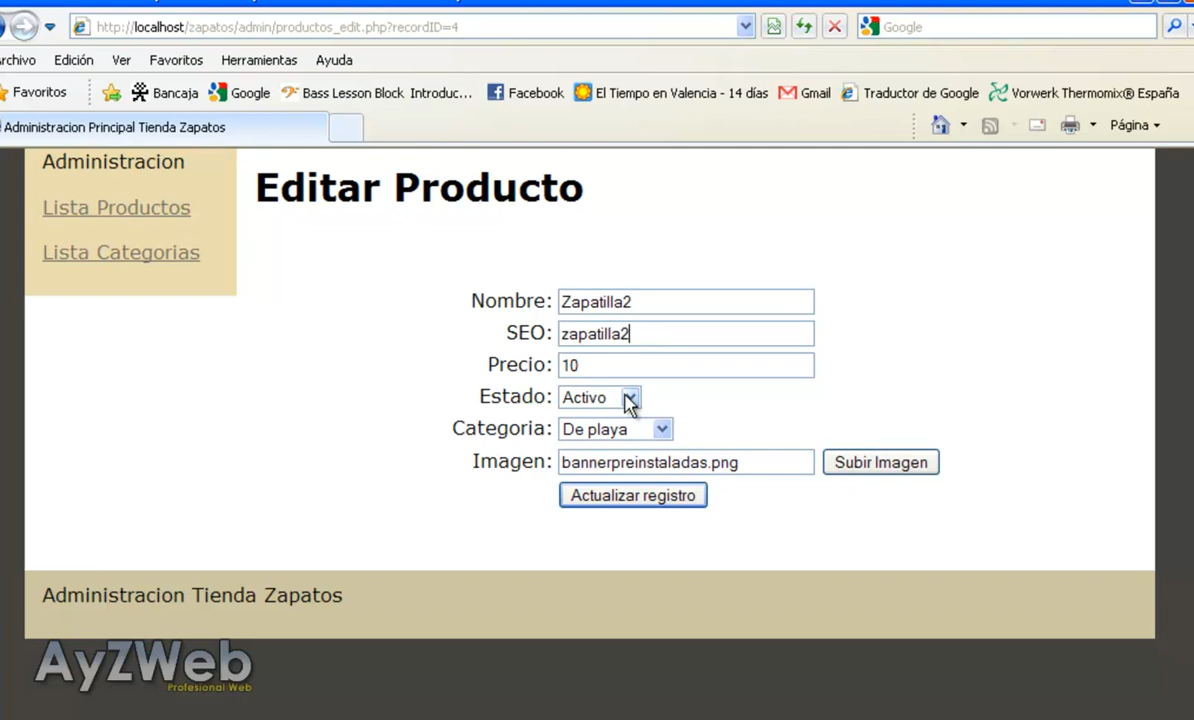 http://localhost/zapatos/admin/productos_edit.php?recordID=4
Google
rchivo Edición Ver Favoritos Herramientas Ayuda
Favoritos Bancaja Google Bass Lesson Block Introduc... Facebook El Tiempo en Valencia - 14 días Gmail Traductor de Google Vorwerk Thermomix® España
Administracion Principal Tienda Zapatos
Página
Administracion
Lista Productos
Lista Categorias
Editar Producto
Nombre: Zapatilla2
SEO: zapatilla2
Precio: 10
Estado: Activo
Categoria: De playa
Imagen: bannerpreinstaladas.png Subir Imagen
Actualizar registro
Administracion Tienda Zapatos
AyZWeb
Profesional Web